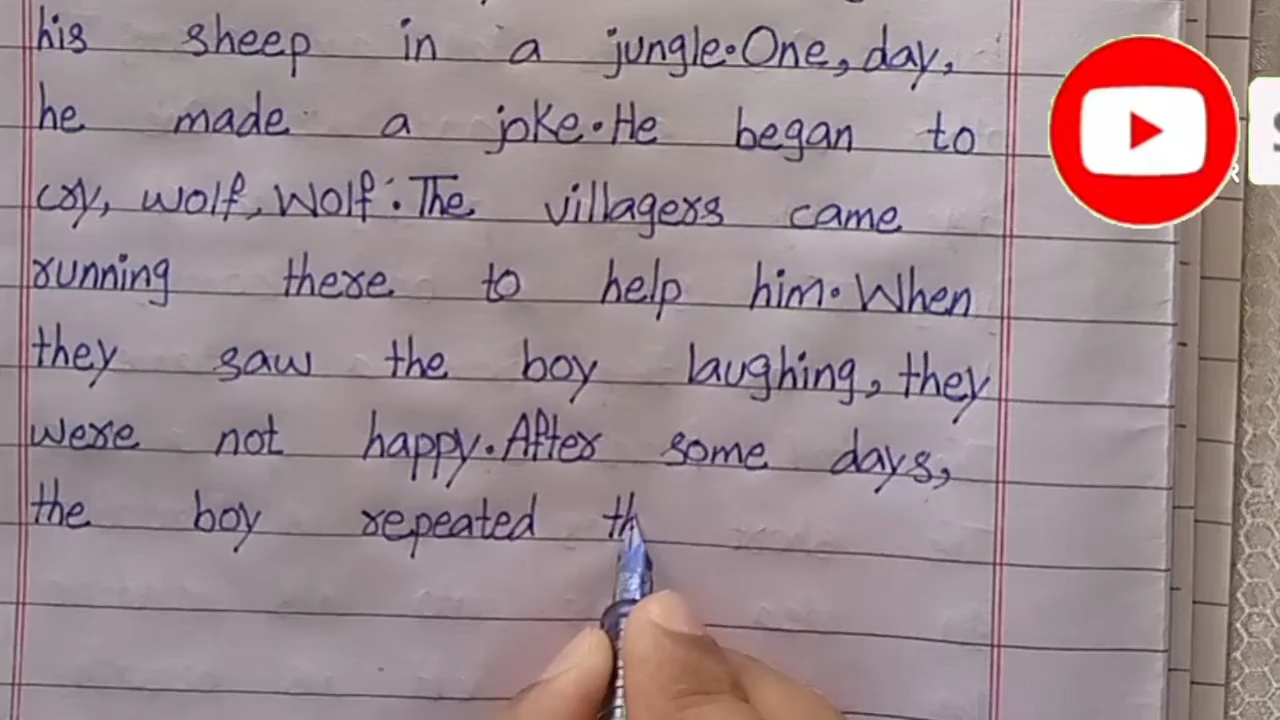 his sheep in a jungle.One, day,
he made a joke.He began to
cry, wolf, Wolf'.The villagers came
running there to help him.When
they saw the boy laughing, they
were not happy.After some days,
the boy repeated th